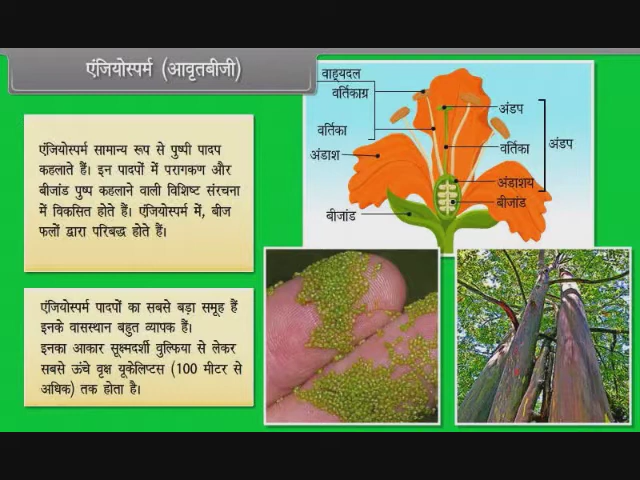 एंजियोस्पर्म (आवृतबीजी)
एंजियोस्पर्म सामान्य रूप से पुष्पी पादप
कहलाते हैं। इन पादपों में परागकण और
बीजांड पुष्प कहलाने वाली विशिष्ट संरचना
में विकसित होते हैं। एंजियोस्पर्म में, बीज
फलों द्वारा परिबद्ध होते हैं।
एंजियोस्पर्म पादपों का सबसे बड़ा समूह हैं
इनके वासस्थान बहुत व्यापक हैं।
इनका आकार सूक्ष्मदर्शी वुल्फिया से लेकर
सबसे ऊंचे वृक्ष यूकेलिप्टस (100 मीटर से
अधिक) तक होता है।
वाह्यदल
वर्तिकाग्र
वर्तिका
अंडाश
बीजांड
अंडप
वर्तिका
अंडप
अंडाशय
बीजांड